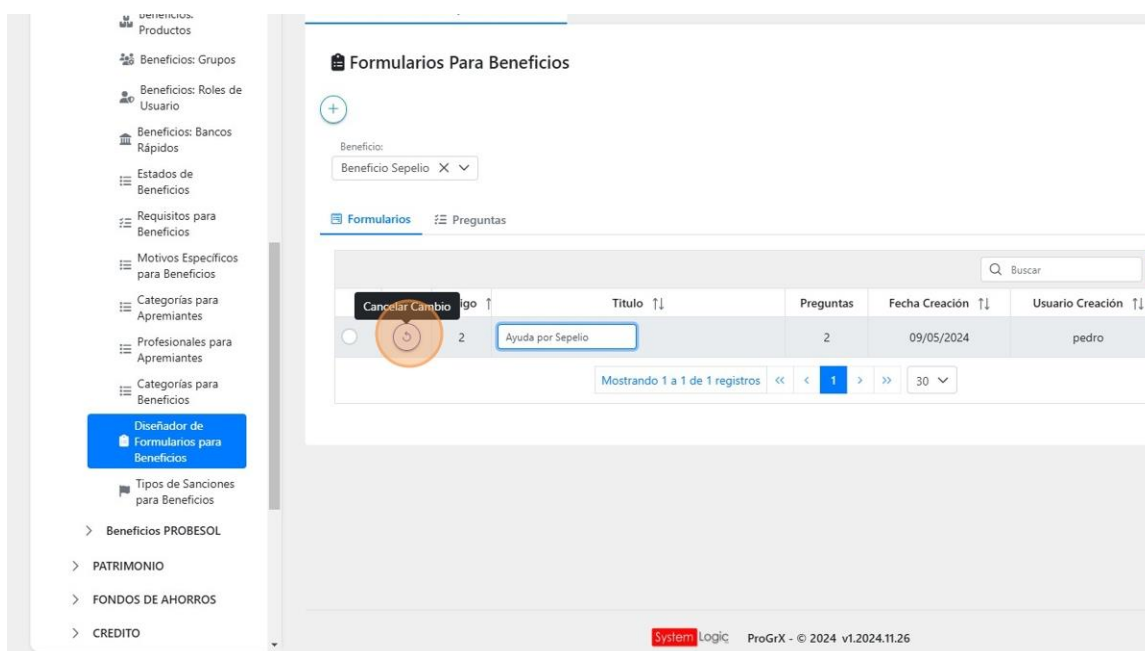 Beneficios:
Productos
Beneficios: Grupos
Beneficios: Roles de
Usuario
Beneficios: Bancos
Rápidos
Estados de
Beneficios
Requisitos para
Beneficios
Motivos Específicos
para Beneficios
Categorías para
Apremiantes
Profesionales para
Apremiantes
Categorías para
Beneficios
Diseñador de
Formularios para
Beneficios
Tipos de Sanciones
para Beneficios
Beneficios PROBESOL
PATRIMONIO
FONDOS DE AHORROS
CREDITO
Formularios Para Beneficios
Beneficio:
Beneficio Sepelio
Formularios Preguntas
Buscar
Cancelar Cambio
igo Titulo Preguntas Fecha Creación Usuario Creación
2 Ayuda por Sepelio 2 09/05/2024 pedro
Mostrando 1 a 1 de 1 registros << < 1 > >> 30
System Logic ProGrX - © 2024 v1.2024.11.26